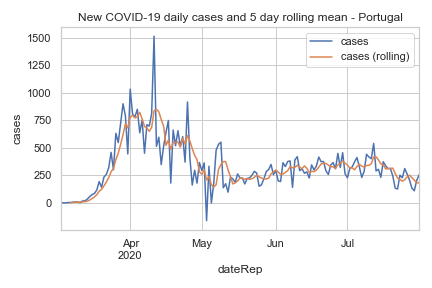 New COVID-19 daily cases and 5 day rolling mean - Portugal
cases
cases (rolling)
1500
1250
1000
750
500
250
0
cases
Apr
2020
May
Jun
Jul
dateRep